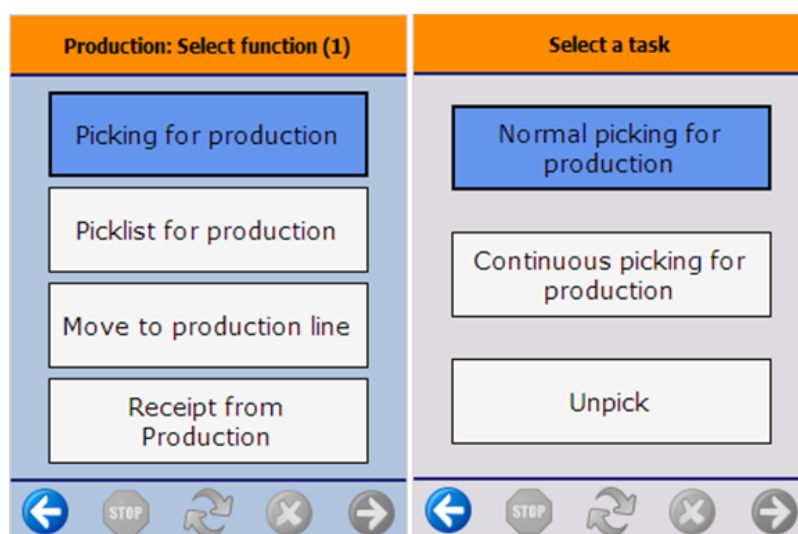 Production: Select function (1)
Picking for production
Picklist for production
Move to production line
Receipt from
Production
STOP
Select a task
Normal picking for
production
Continuous picking for
production
Unpick
STOP